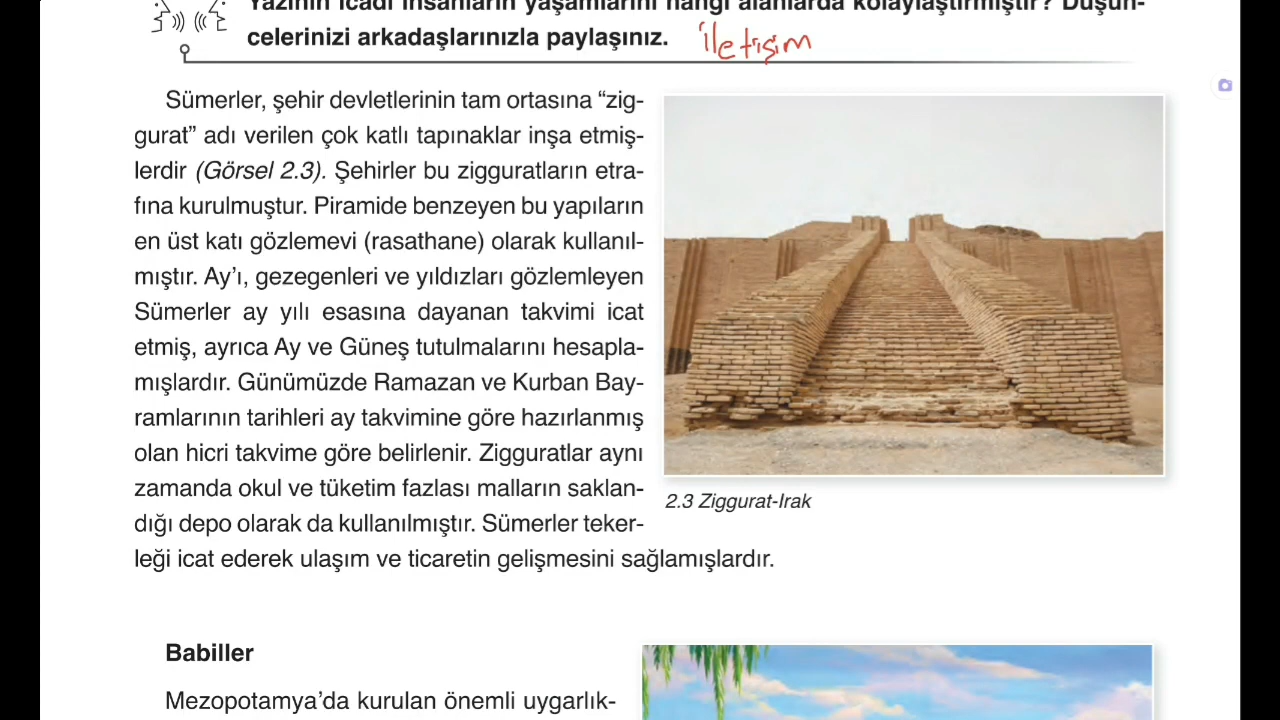 Yazının icadı insanların yaşamlarını hangi alanlarda kolaylaştırmıştır? Düşün-
celerinizi arkadaşlarınızla paylaşınız. iletişim
Sümerler, şehir devletlerinin tam ortasına “zig-
gurat” adı verilen çok katlı tapınaklar inşa etmiş-
lerdir (Görsel 2.3). Şehirler bu zigguratların etra-
fına kurulmuştur. Piramide benzeyen bu yapıların
en üst katı gözlemevi (rasathane) olarak kullanıl-
mıştır. Ay’ı, gezegenleri ve yıldızları gözlemleyen
Sümerler ay yılı esasına dayanan takvimi icat
etmiş, ayrıca Ay ve Güneş tutulmalarını hesapla-
mışlardır. Günümüzde Ramazan ve Kurban Bay-
ramlarının tarihleri ay takvimine göre hazırlanmış
olan hicri takvime göre belirlenir. Zigguratlar aynı
zamanda okul ve tüketim fazlası malların saklan-
dığı depo olarak da kullanılmıştır. Sümerler teker-
leği icat ederek ulaşım ve ticaretin gelişmesini sağlamışlardır.
2.3 Ziggurat-Irak
Babiller
Mezopotamya’da kurulan önemli uygarlık-